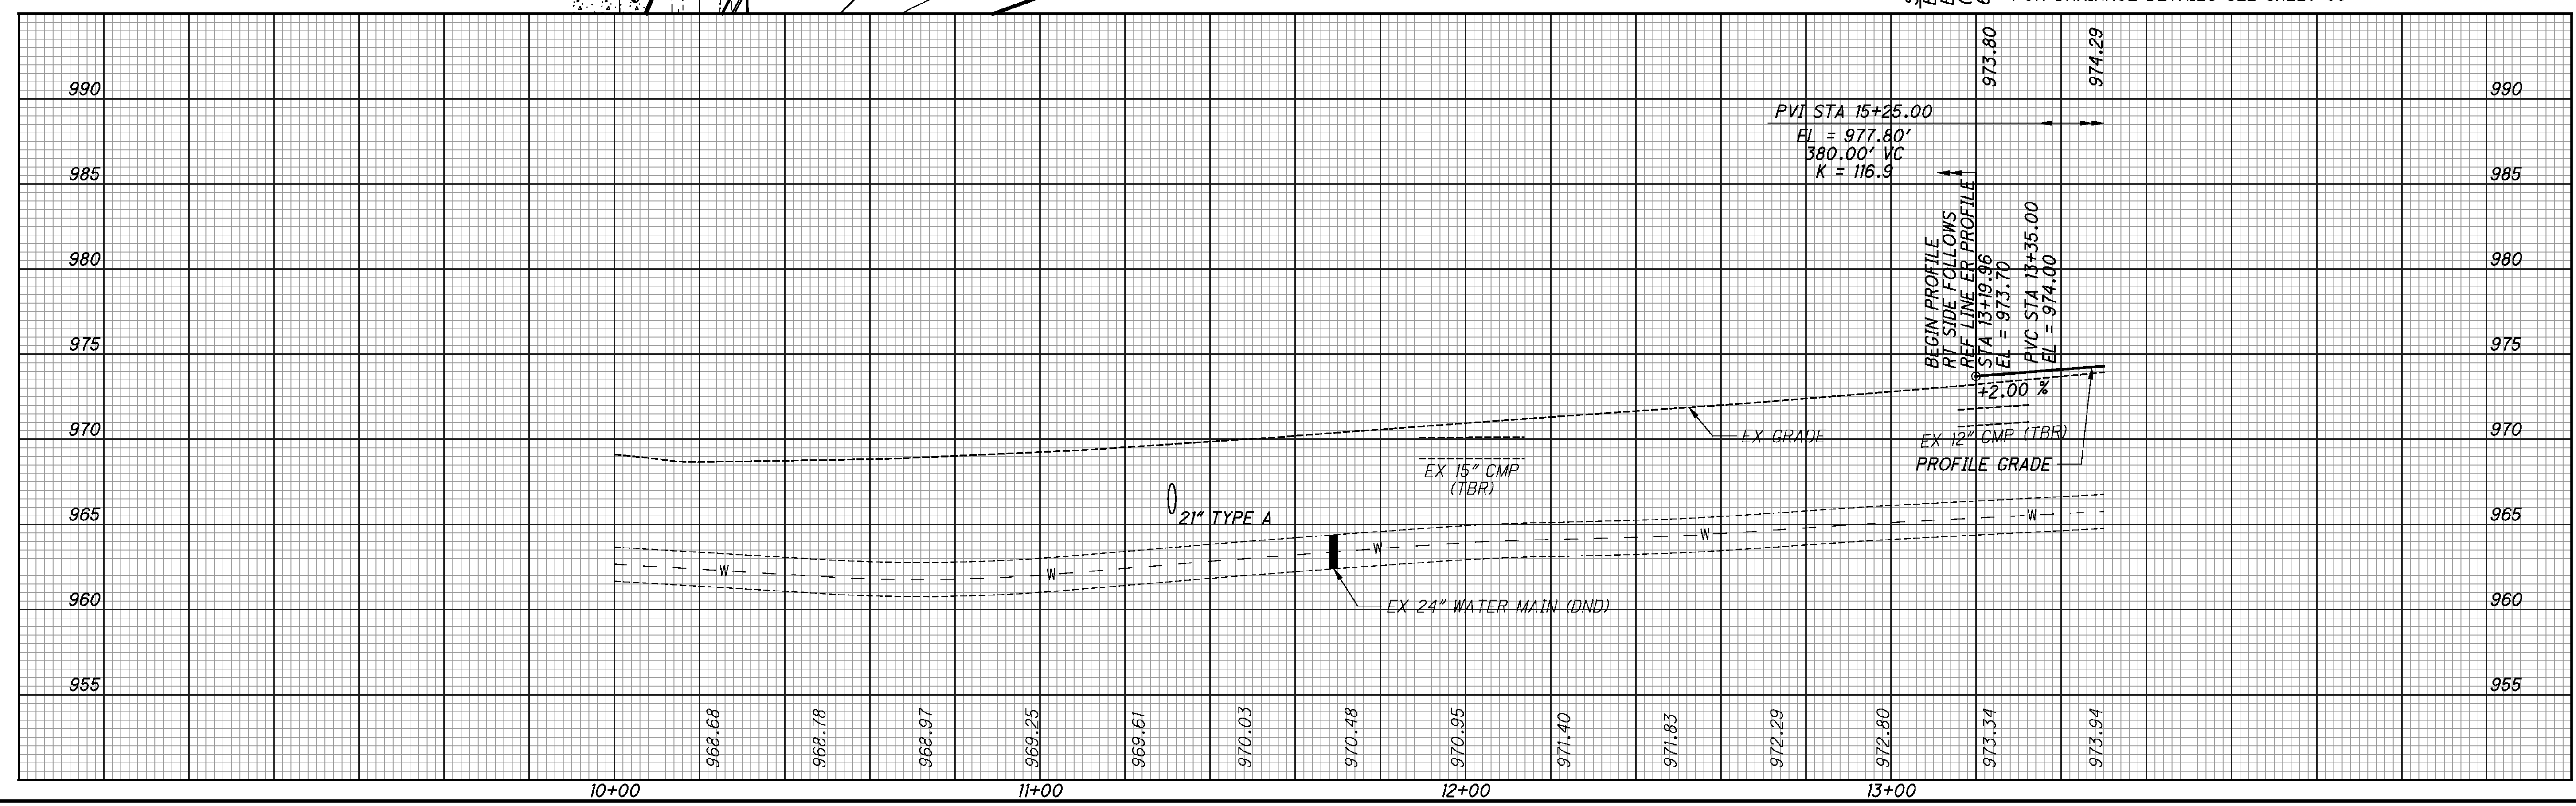 973.80
974.29
990
990
PVI STA 15+25.00
EL = 977.80'
380.00' VC
K = 116.9
985
985
BEGIN PROFILE
RT SIDE FOLLOWS
REF LINE ER PROFILE
STA 13+19.96
EL = 973.70
PVC STA 13+35.00
EL = 974.00
980
980
975
975
+2.00 %
970
970
EX GRADE
EX 12" CMP (TBR)
PROFILE GRADE
EX 15" CMP
(TBR)
21" TYPE A
965
965
W
W
W
W
W
EX 24" WATER MAIN (DND)
960
960
955
955
968.68
968.78
968.97
969.25
969.61
970.03
970.48
970.95
971.40
971.83
972.29
972.80
973.34
973.94
10+00
11+00
12+00
13+00